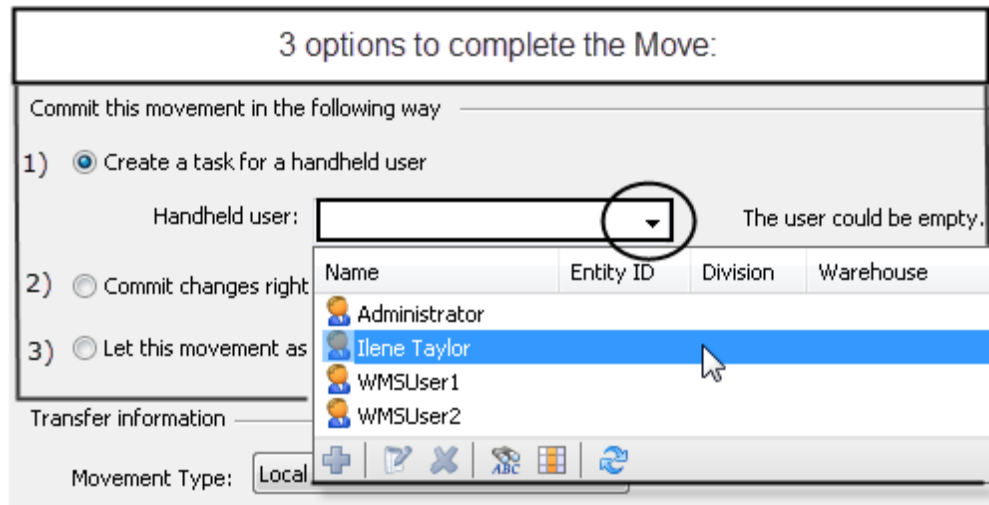 3 options to complete the Move:
Commit this movement in the following way
1) Create a task for a handheld user
Handheld user: The user could be empty.
Name Entity ID Division Warehouse
2) Commit changes right
Administrator
3) Let this movement as
Ilene Taylor
WMSUser1
WMSUser2
Transfer information
ABC
Movement Type: Local